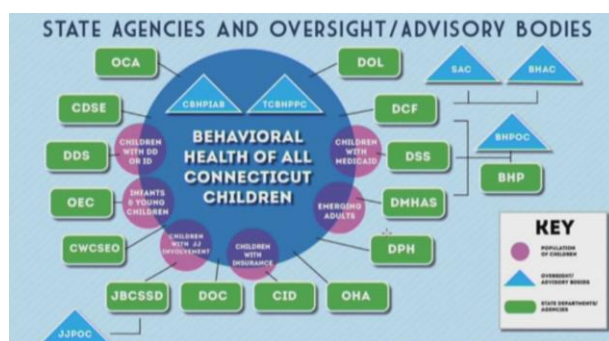 STATE AGENCIES AND OVERSIGHT/ADVISORY BODIES
OCA
DOL
SAC
BHAC
CBHPIAB
TCBHPPC
CDSE
DCF
BEHAVIORAL
HEALTH OF ALL
CONNECTICUT
CHILDREN
CHILDREN
WITH DD
OR ID
CHILDREN
WITH
MEDICAID
BHPOC
DDS
DSS
BHP
OEC
INFANTS
& YOUNG
CHILDREN
EMERGING
ADULTS
DMHAS
CWCSEO
CHILDREN
WITH JJ
INVOLVEMENT
CHILDREN
WITH
INSURANCE
DPH
JBCSSD
DOC
CID
OHA
JJPOC
KEY
POPULATION
OF CHILDREN
OVERSIGHT/
ADVISORY BODIES
STATE DEPARTMENTS/
AGENCIES